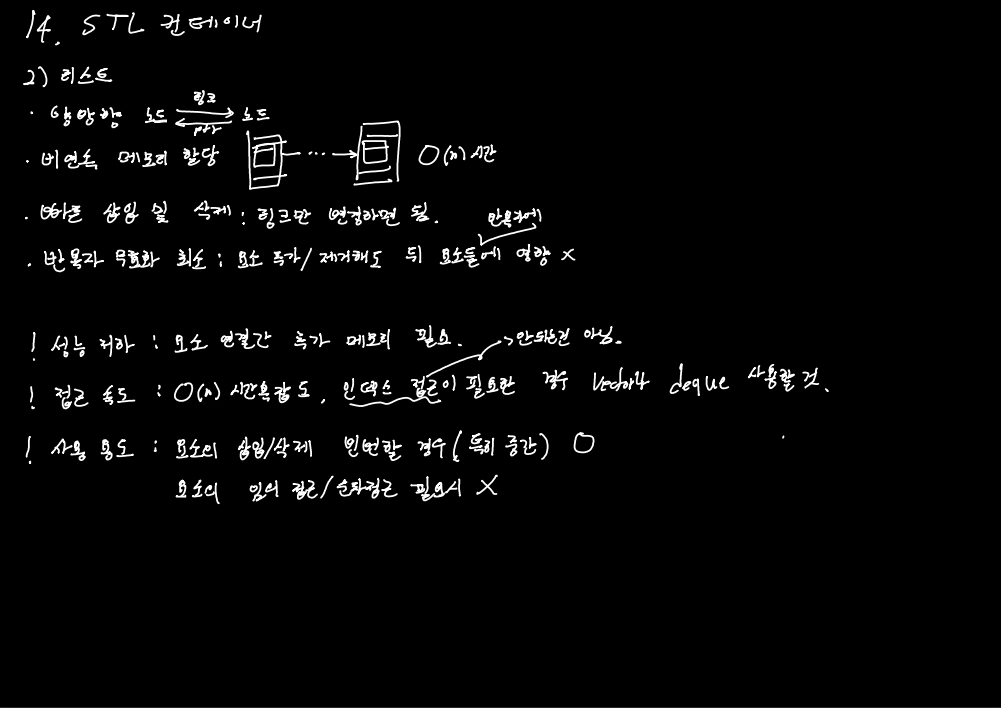 14. STL 컨테이너
2) 리스트
· 양방향 노드 링크 ptr 노드
· 비연속 메모리 할당 ... O(n) 시간
· 빠른 삽입 및 삭제 : 링크만 연결하면 됨.
반복자에
· 반복자 무효화 최소 : 요소 추가/제거해도 뒤 요소들에 영향 X
! 성능 저하 : 요소 연결간 추가 메모리 필요. → 안되는건 아님.
! 접근 속도 : O(n) 시간복잡도, 인덱스 접근이 필요한 경우 vector나 deque 사용할 것.
! 사용 용도 : 요소의 삽입/삭제 빈번할 경우 (특히 중간) O
요소의 임의 접근/순차접근 필요시 X